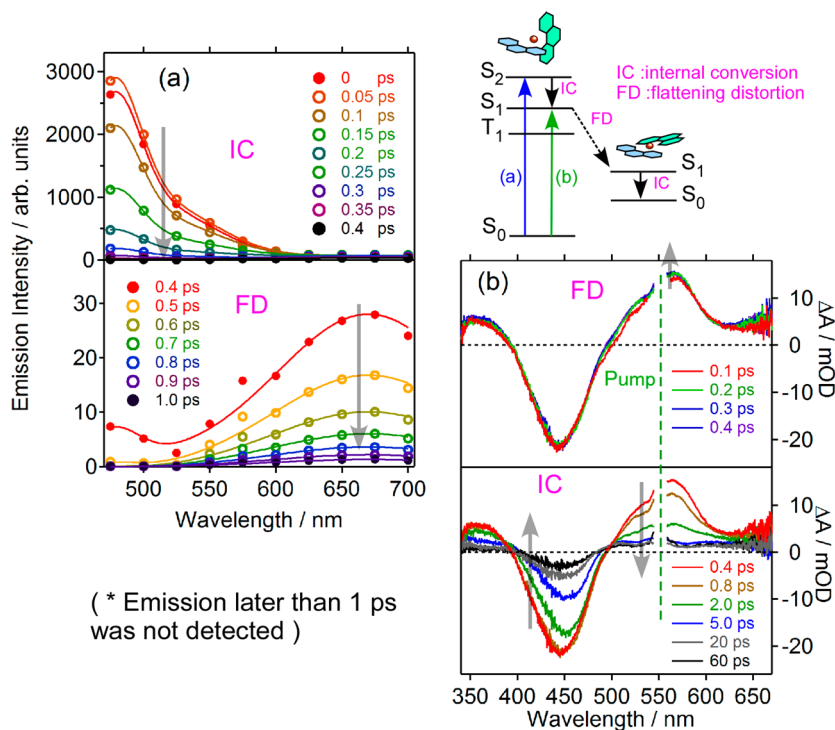 (a)
3000
2000
1000
0
IC
0 ps
0.05 ps
0.1 ps
0.15 ps
0.2 ps
0.25 ps
0.3 ps
0.35 ps
0.4 ps
Emission Intensity / arb. units
30
20
10
0
FD
0.4 ps
0.5 ps
0.6 ps
0.7 ps
0.8 ps
0.9 ps
1.0 ps
500 550 600 650 700
Wavelength / nm
( * Emission later than 1 ps
was not detected )
S2
S1
T1
S0
IC
FD
(a)
(b)
S1
IC
S0
IC :internal conversion
FD :flattening distortion
(b)
FD
Pump
10
0
-10
-20
ΔA / mOD
0.1 ps
0.2 ps
0.3 ps
0.4 ps
IC
10
0
-10
-20
ΔA / mOD
0.4 ps
0.8 ps
2.0 ps
5.0 ps
20 ps
60 ps
350 400 450 500 550 600 650
Wavelength / nm